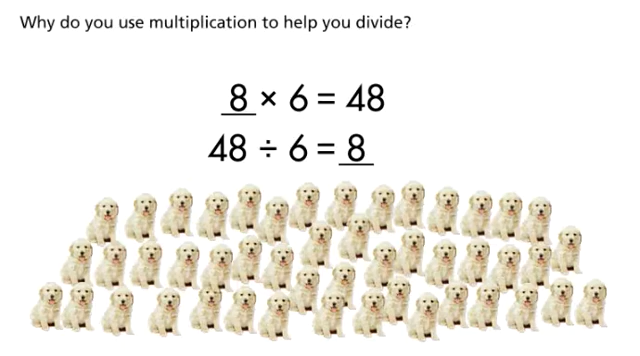 Why do you use multiplication to help you divide?
8 × 6 = 48
48 ÷ 6 = 8